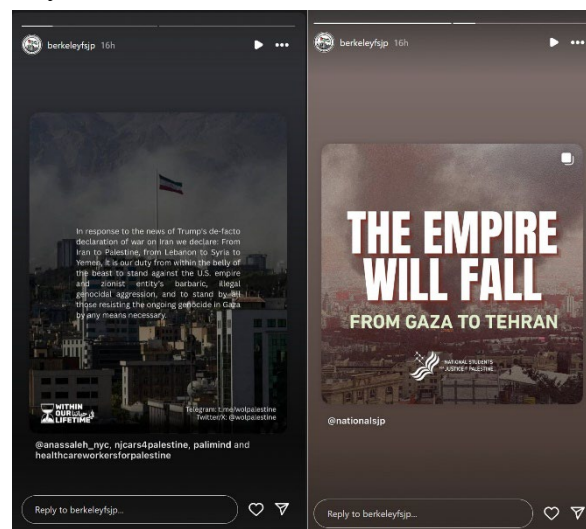 berkeleyfsjp 16h
In response to the news of Trump's de-facto
declaration of war on Iran we declare: From
Iran to Palestine, from Lebanon to Syria to
Yemen, it is our duty from within the belly of
the beast to stand against the U.S. empire
and zionist entity's barbaric, illegal
genocidal aggression, and to stand by all
those resisting the ongoing genocide in Gaza
by any means necessary.
WITHIN
OUR
LIFETIME
Telegram: t.me/wolpalestine
Twitter/X: @wolpalestine
@anassaleh_nyc, njcars4palestine, palimind and
healthcareworkersforpalestine
Reply to berkeleyfsjp...
berkeleyfsjp 16h
THE EMPIRE
WILL FALL
FROM GAZA TO TEHRAN
NATIONAL STUDENTS
FOR JUSTICE IN PALESTINE
@nationalsjp
Reply to berkeleyfsjp...